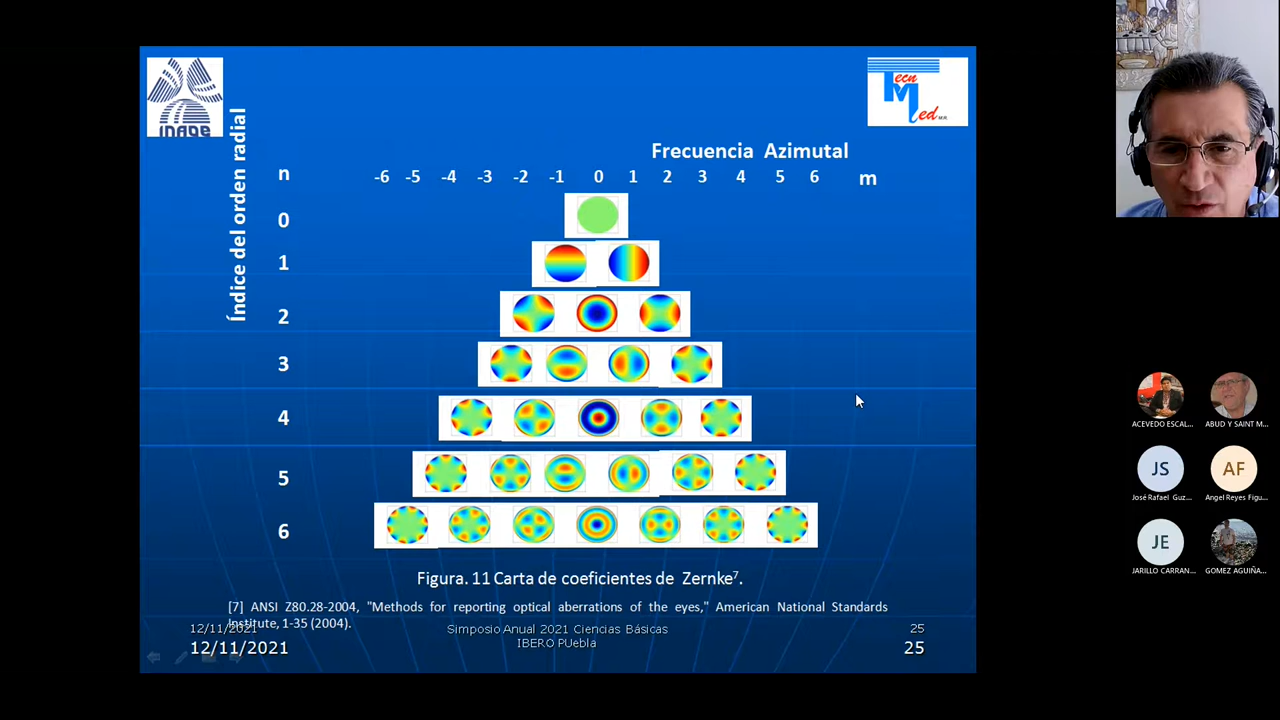 INAOE
Tecn
Med M.R.
Frecuencia Azimutal
Índice del orden radial
n -6 -5 -4 -3 -2 -1 0 1 2 3 4 5 6 m
0
1
2
3
4
5
6
Figura. 11 Carta de coeficientes de Zernke7.
[7] ANSI Z80.28-2004, "Methods for reporting optical aberrations of the eyes," American National Standards
Institute, 1-35 (2004).
12/11/2021 Simposio Anual 2021 Ciencias Básicas 25
12/11/2021 IBERO PUebla 25
ACEVEDO ESCAL...
ABUD Y SAINT M...
JS
José Rafael Guz...
AF
Angel Reyes Figu...
JE
JARILLO CARRAN...
GOMEZ AGUIÑA...